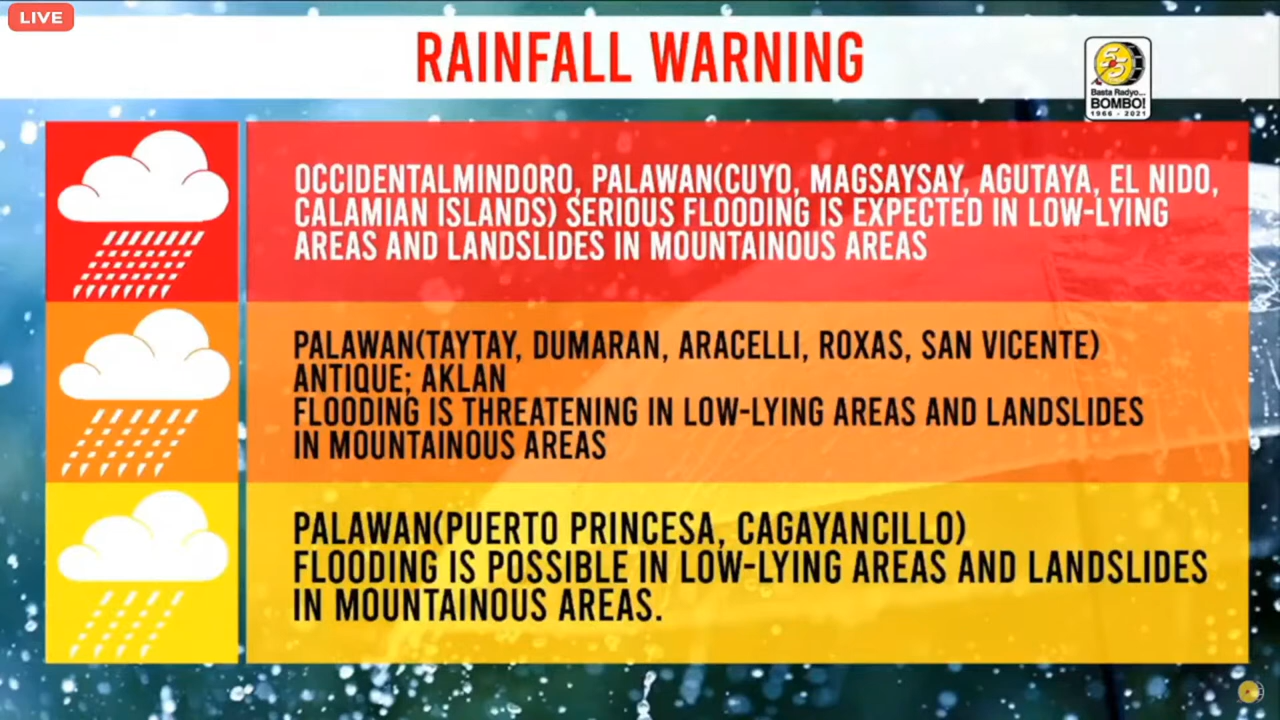 LIVE
RAINFALL WARNING
55
Basta Radyo...
BOMBO!
1966 - 2021
OCCIDENTALMINDORO, PALAWAN(CUYO, MAGSAYSAY, AGUTAYA, EL NIDO,
CALAMIAN ISLANDS) SERIOUS FLOODING IS EXPECTED IN LOW-LYING
AREAS AND LANDSLIDES IN MOUNTAINOUS AREAS
PALAWAN(TAYTAY, DUMARAN, ARACELLI, ROXAS, SAN VICENTE)
ANTIQUE; AKLAN
FLOODING IS THREATENING IN LOW-LYING AREAS AND LANDSLIDES
IN MOUNTAINOUS AREAS
PALAWAN(PUERTO PRINCESA, CAGAYANCILLO)
FLOODING IS POSSIBLE IN LOW-LYING AREAS AND LANDSLIDES
IN MOUNTAINOUS AREAS.